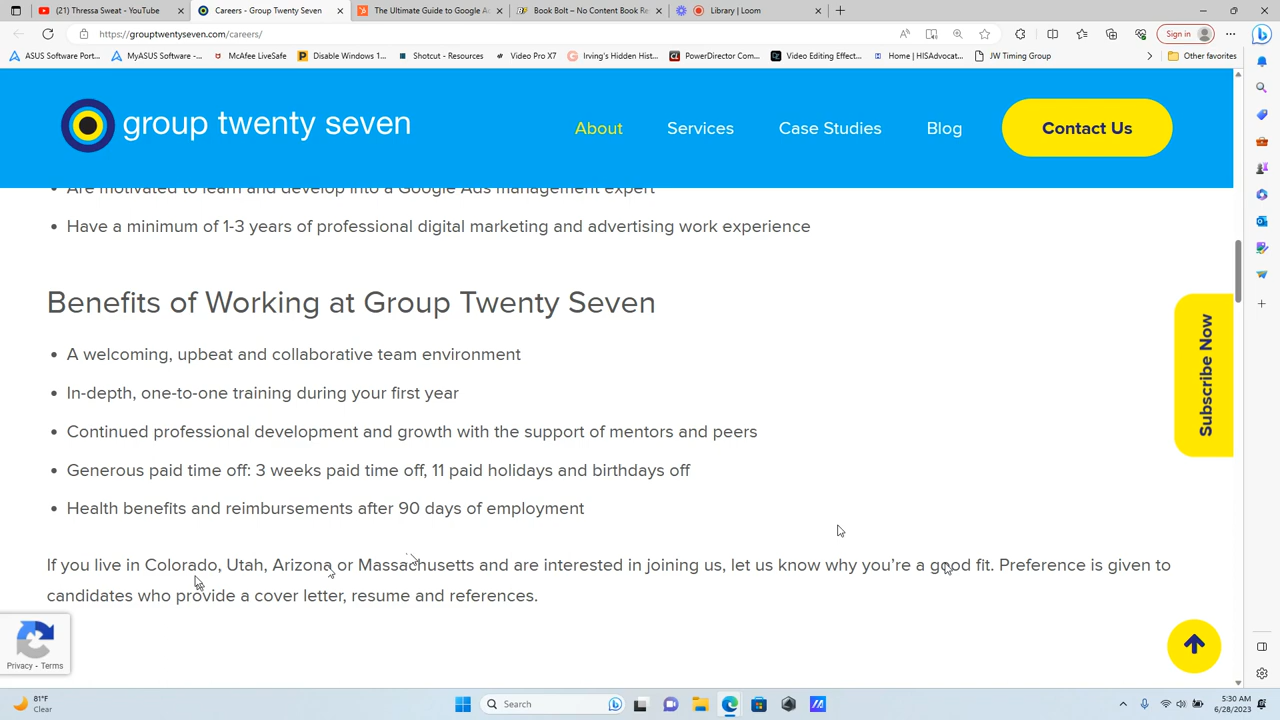 (21) Thressa Sweat - YouTube
Careers - Group Twenty Seven
The Ultimate Guide to Google Ad
Book Bolt – No Content Book Re
Library | Loom
https://grouptwentyseven.com/careers/
Sign in
ASUS Software Port...
MyASUS Software -...
McAfee LiveSafe
Disable Windows 1...
Shotcut - Resources
Video Pro X7
Irving's Hidden Hist...
PowerDirector Com...
Video Editing Effect...
Home | HISAdvocat...
JW Timing Group
Other favorites
group twenty seven
About
Services
Case Studies
Blog
Contact Us
Are motivated to learn and develop into a Google Ads management expert
Have a minimum of 1-3 years of professional digital marketing and advertising work experience
Benefits of Working at Group Twenty Seven
A welcoming, upbeat and collaborative team environment
In-depth, one-to-one training during your first year
Continued professional development and growth with the support of mentors and peers
Generous paid time off: 3 weeks paid time off, 11 paid holidays and birthdays off
Health benefits and reimbursements after 90 days of employment
Subscribe Now
If you live in Colorado, Utah, Arizona or Massachusetts and are interested in joining us, let us know why you're a good fit. Preference is given to
candidates who provide a cover letter, resume and references.
Privacy - Terms
81°F
Clear
Search
5:30 AM
6/28/2023